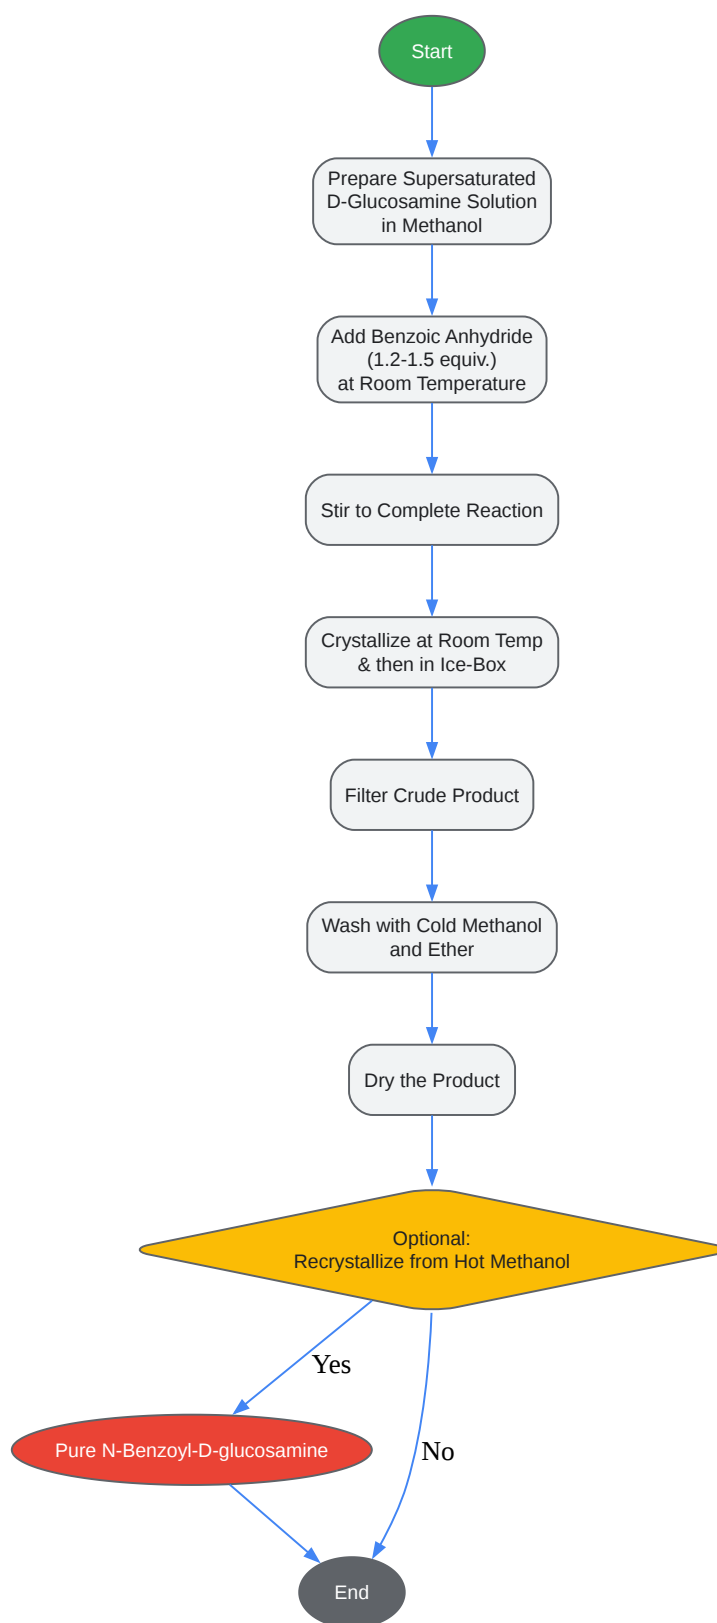 Start
Prepare Supersaturated
D-Glucosamine Solution
in Methanol
Add Benzoic Anhydride
(1.2-1.5 equiv.)
at Room Temperature
Stir to Complete Reaction
Crystallize at Room Temp
& then in Ice-Box
Filter Crude Product
Wash with Cold Methanol
and Ether
Dry the Product
Optional:
Recrystallize from Hot Methanol
Yes
Pure N-Benzoyl-D-glucosamine
No
End